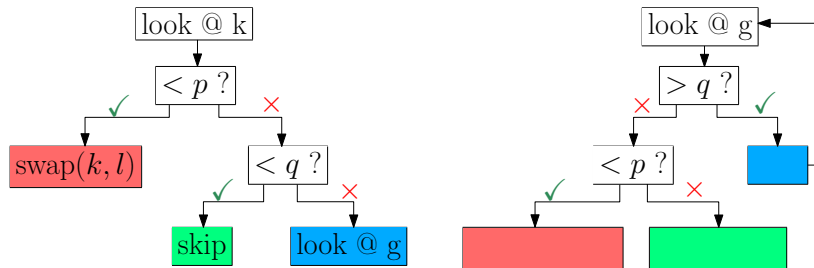 look @ k
< p ?
swap(k, l)
< q ?
skip
look @ g
look @ g
> q ?
< p ?